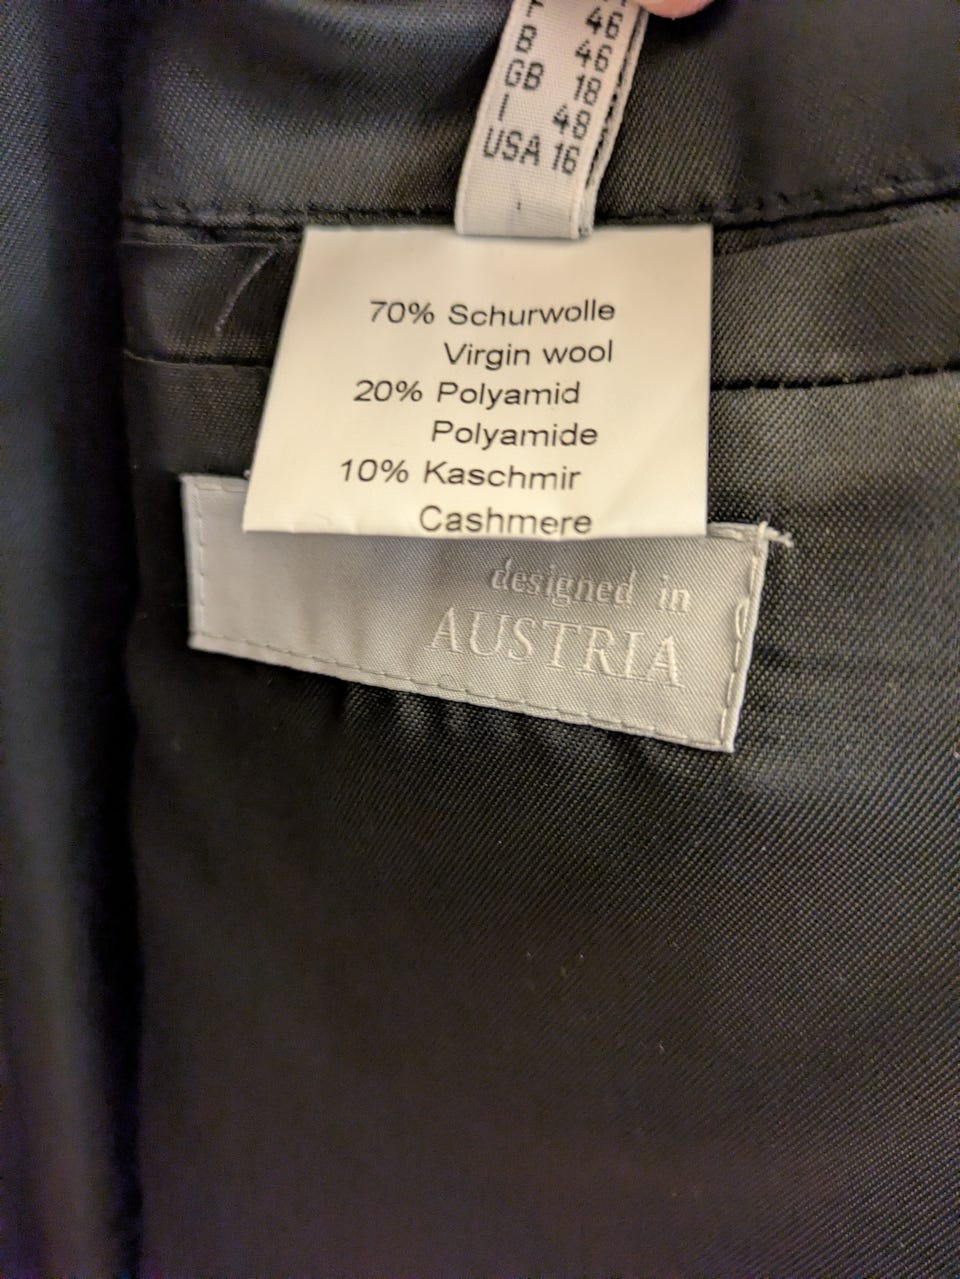 F 46
B 46
GB 18
I 48
USA 16
70% Schurwolle
Virgin wool
20% Polyamid
Polyamide
10% Kaschmir
Cashmere
designed in
AUSTRIA